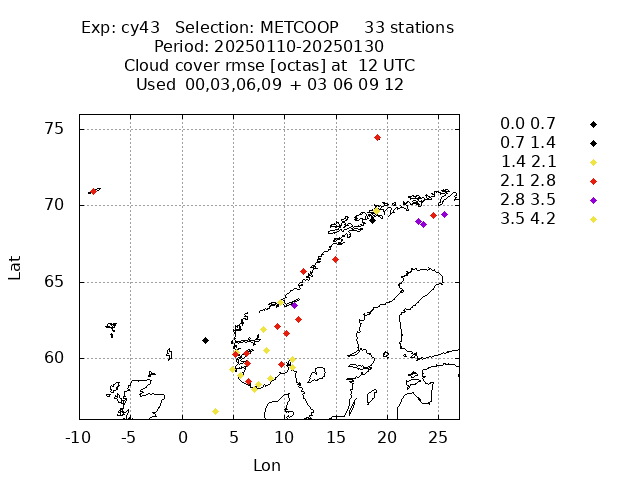 Exp: cy43   Selection: METCOOP     33 stations
Period: 20250110-20250130
Cloud cover rmse [octas] at  12 UTC
Used  00,03,06,09  + 03 06 09 12
0.0 0.7
0.7 1.4
1.4 2.1
2.1 2.8
2.8 3.5
3.5 4.2
75
70
65
60
Lat
-10 -5 0 5 10 15 20 25
Lon